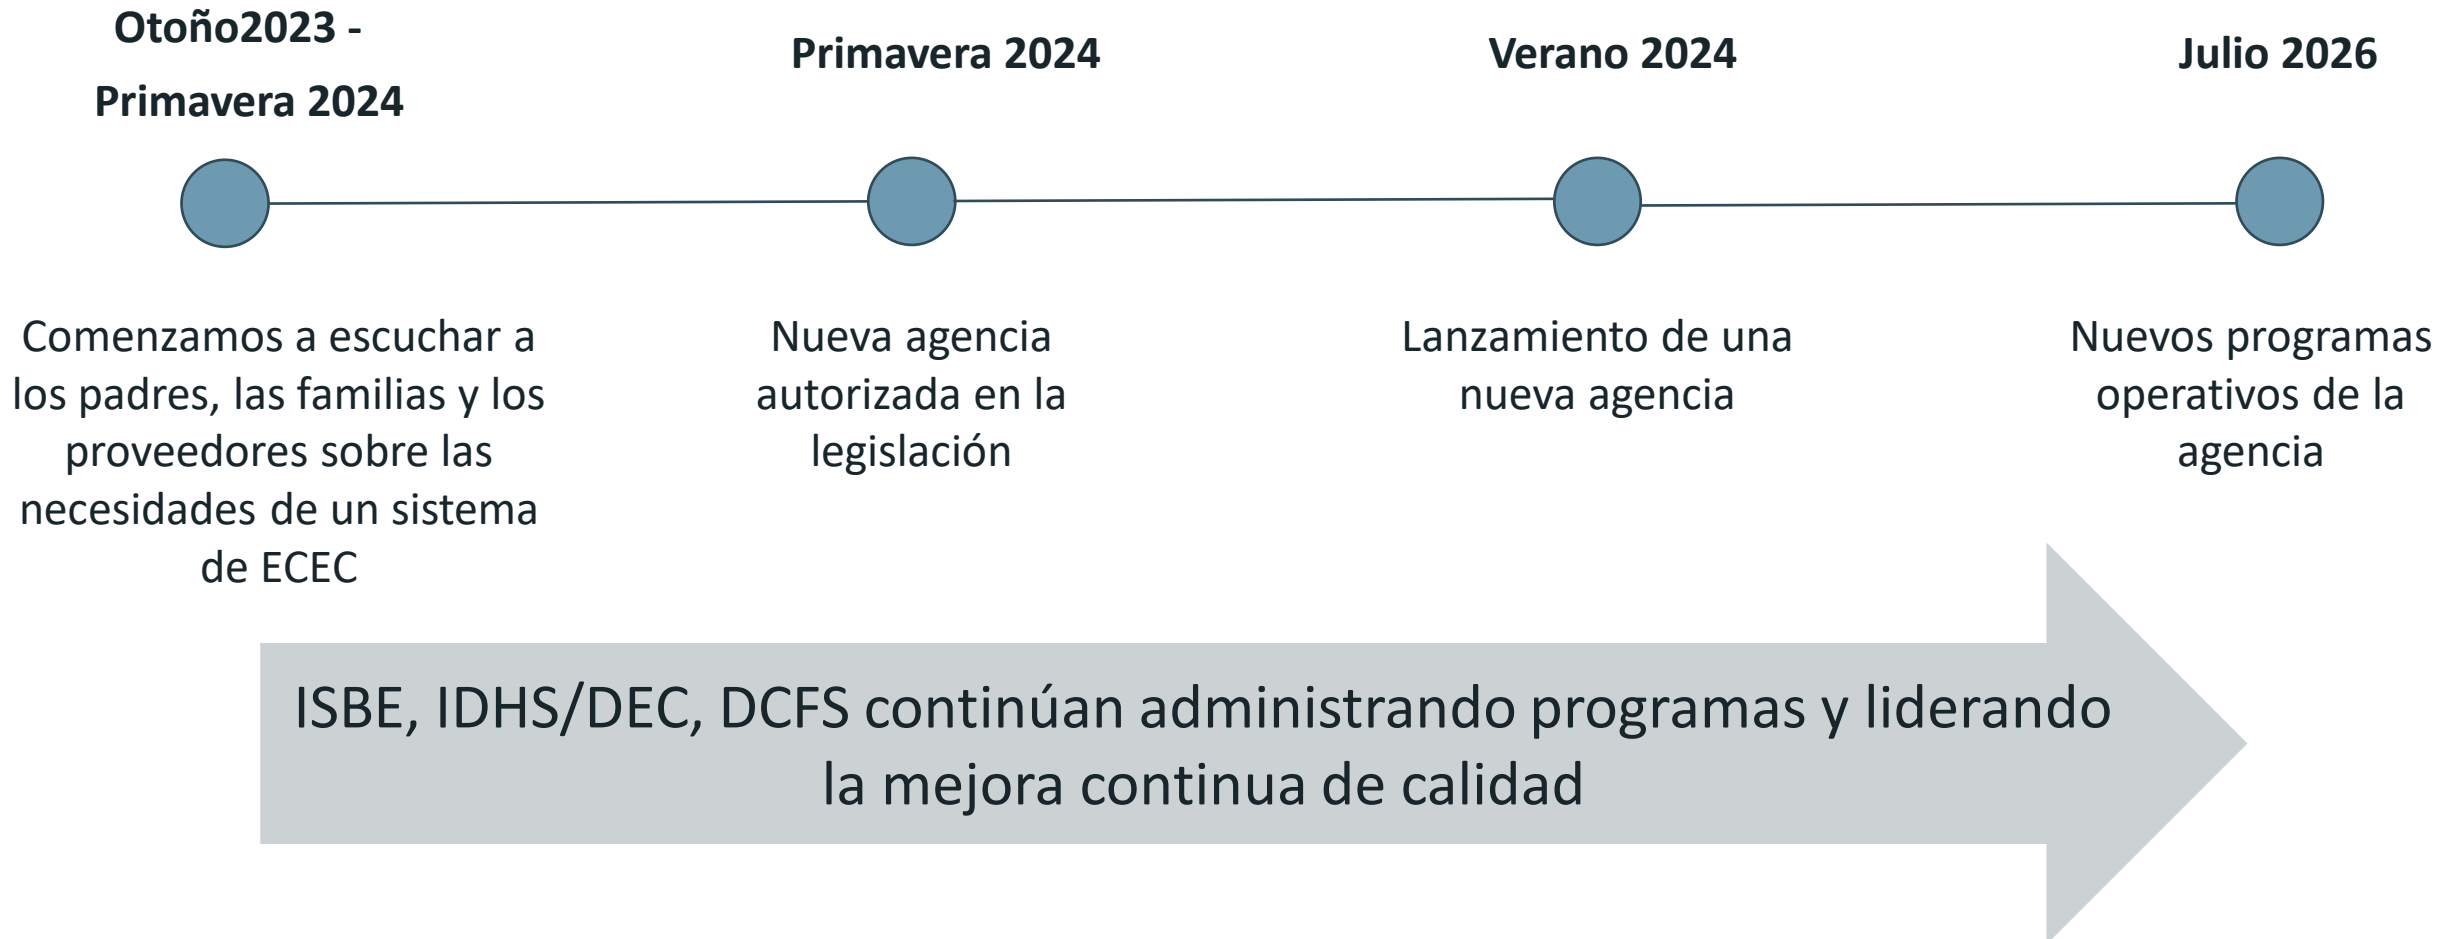 Otoño2023 -
Primavera 2024
Primavera 2024
Verano 2024
Julio 2026
Comenzamos a escuchar a
los padres, las familias y los
proveedores sobre las
necesidades de un sistema
de ECEC
Nueva agencia
autorizada en la
legislación
Lanzamiento de una
nueva agencia
Nuevos programas
operativos de la
agencia
ISBE, IDHS/DEC, DCFS continúan administrando programas y liderando
la mejora continua de calidad